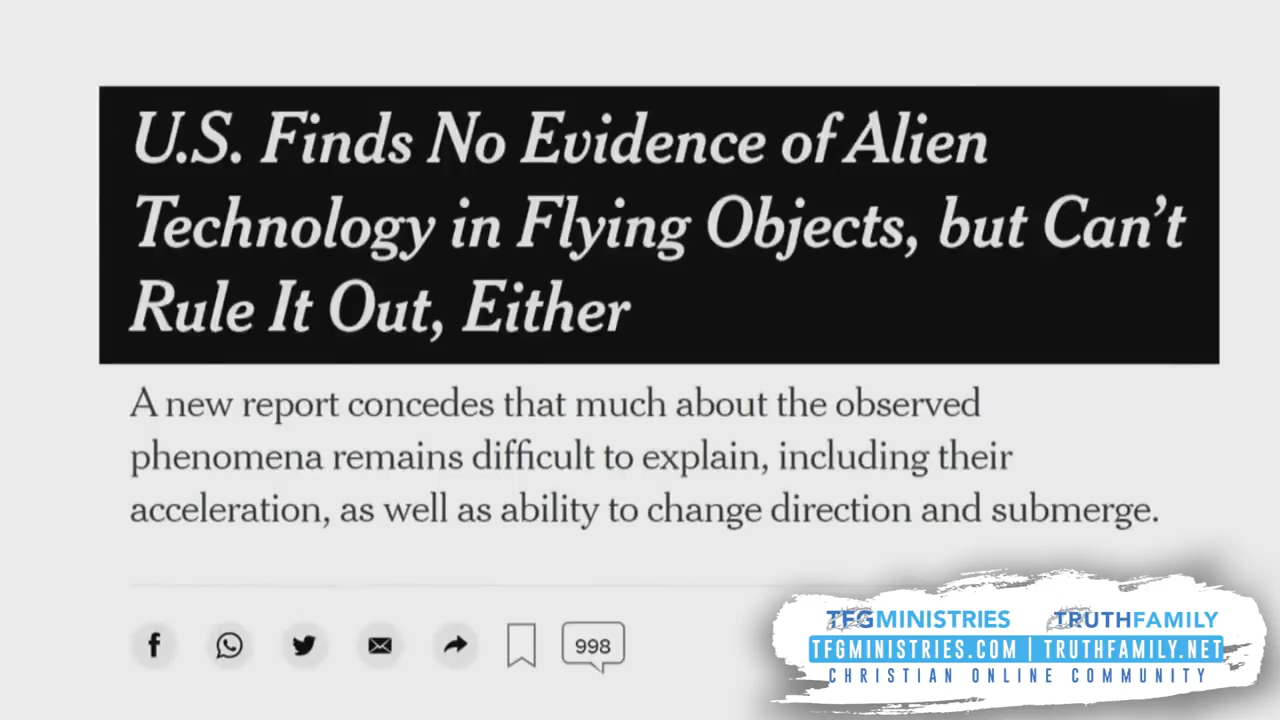 U.S. Finds No Evidence of Alien
Technology in Flying Objects, but Can’t
Rule It Out, Either
A new report concedes that much about the observed
phenomena remains difficult to explain, including their
acceleration, as well as ability to change direction and submerge.
998
TFGMINISTRIES TRUTHFAMILY
TFGMINISTRIES.COM | TRUTHFAMILY.NET
CHRISTIAN ONLINE COMMUNITY